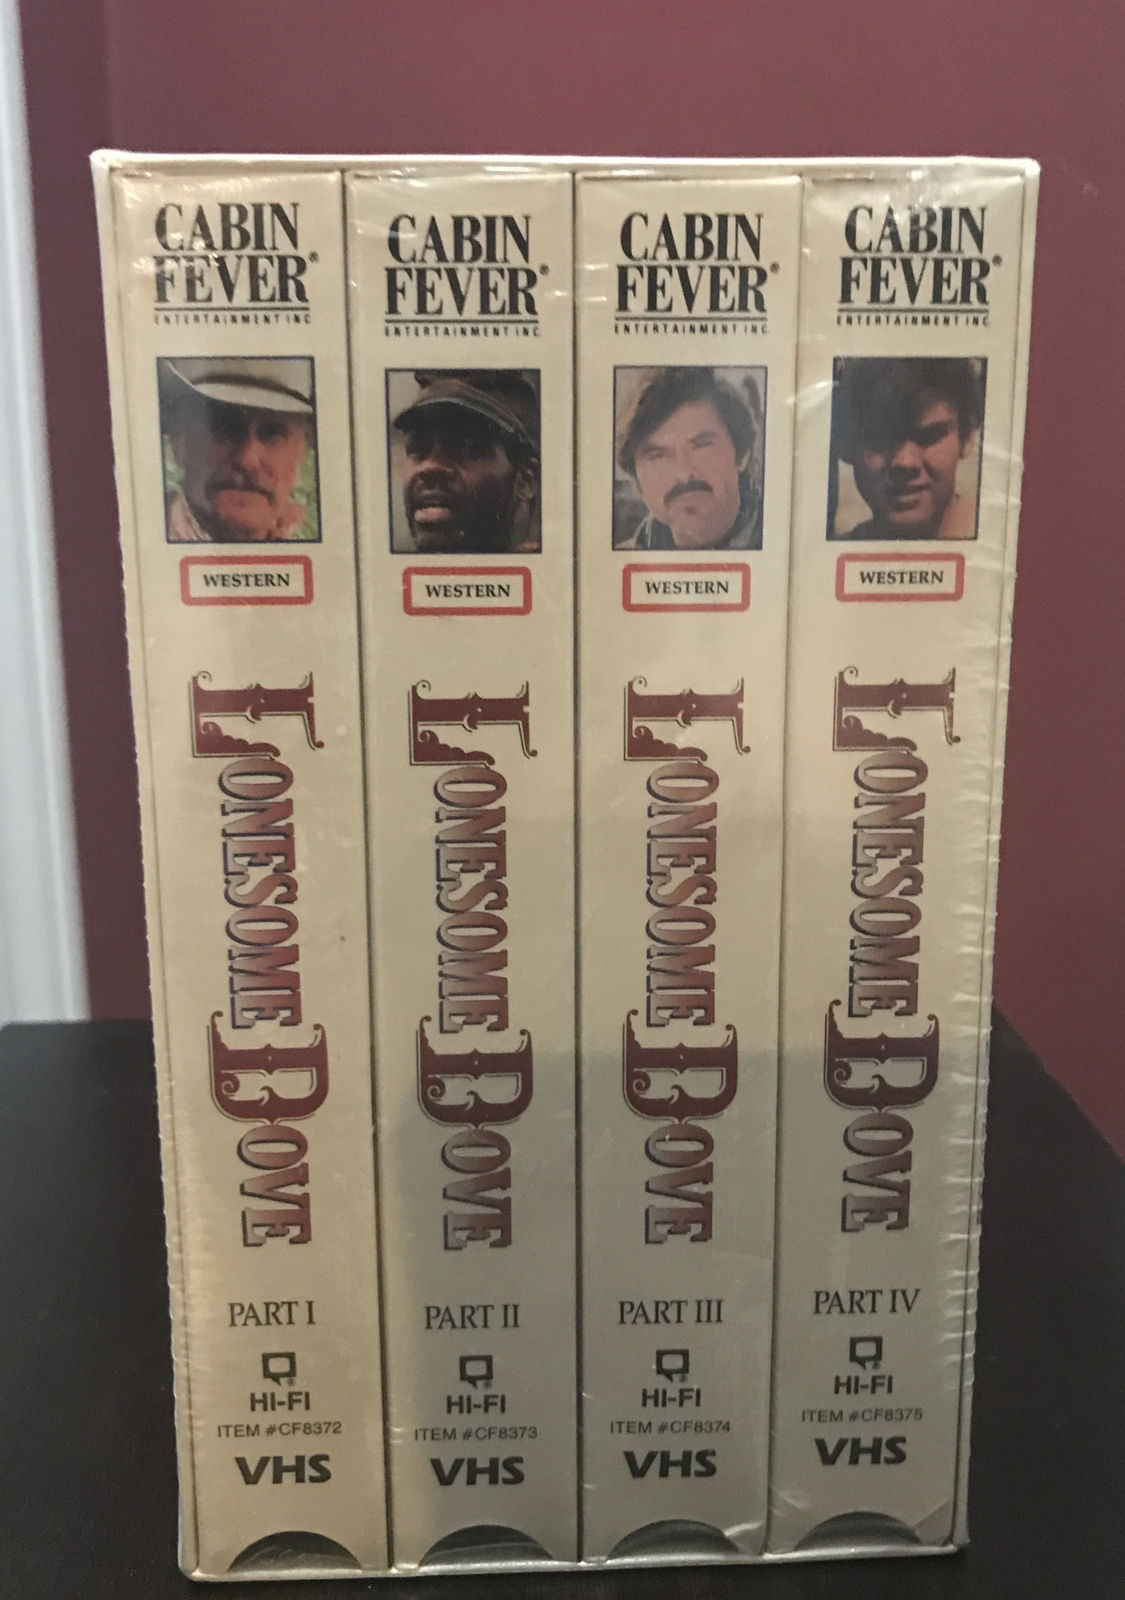 CABIN
FEVER®
ENTERTAINMENT INC
WESTERN
LONESOME DOVE
PART I
HI-FI
ITEM #CF8372
VHS
CABIN
FEVER®
ENTERTAINMENT INC
WESTERN
LONESOME DOVE
PART II
HI-FI
ITEM #CF8373
VHS
CABIN
FEVER®
ENTERTAINMENT INC
WESTERN
LONESOME DOVE
PART III
HI-FI
ITEM #CF8374
VHS
CABIN
FEVER®
ENTERTAINMENT INC
WESTERN
LONESOME DOVE
PART IV
HI-FI
ITEM #CF8375
VHS